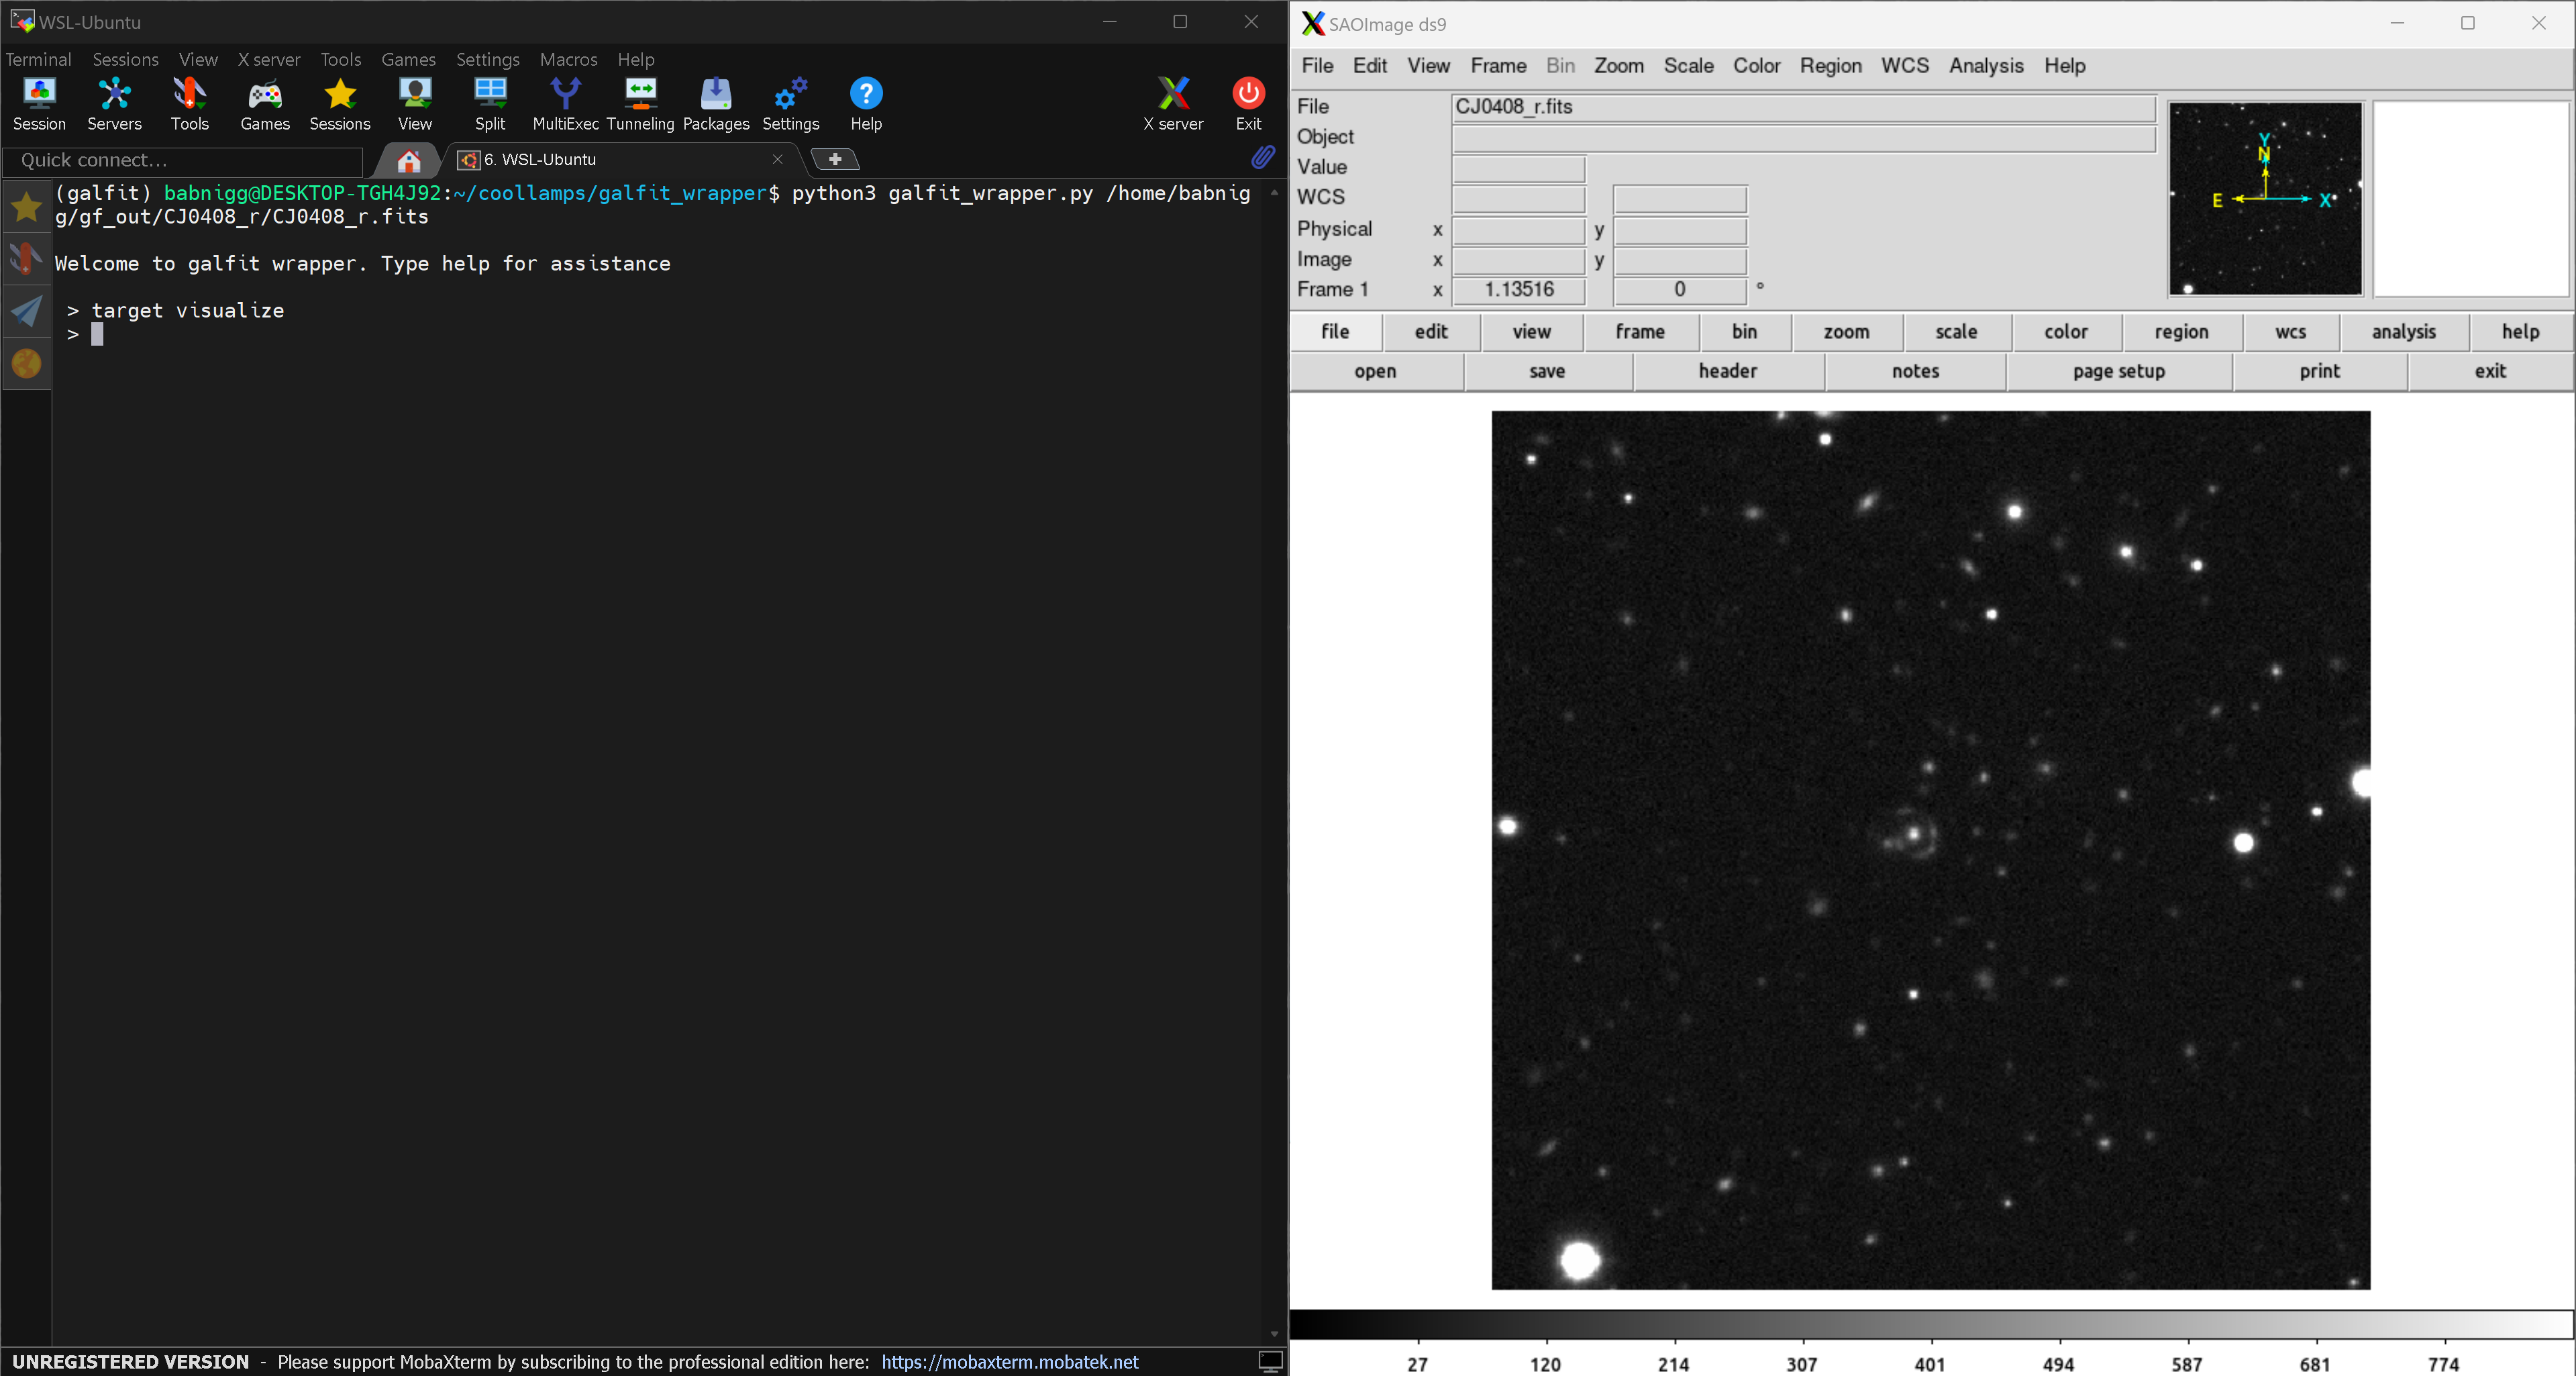 WSL-Ubuntu
Terminal Sessions View X server Tools Games Settings Macros Help
Session Servers Tools Games Sessions View Split MultiExec Tunneling Packages Settings Help X server Exit
Quick connect...
6. WSL-Ubuntu
(galfit) babnigg@DESKTOP-TGH4J92:~/coollamps/galfit_wrapper$ python3 galfit_wrapper.py /home/babnig
g/gf_out/CJ0408_r/CJ0408_r.fits
Welcome to galfit wrapper. Type help for assistance
> target visualize
>
UNREGISTERED VERSION - Please support MobaXterm by subscribing to the professional edition here: https://mobaxterm.mobatek.net
SAOImage ds9
File Edit View Frame Bin Zoom Scale Color Region WCS Analysis Help
File CJ0408_r.fits
Object
Value
WCS
Physical x y
Image x y
Frame 1 x 1.13516 0 °
Y
N
E X
file edit view frame bin zoom scale color region wcs analysis help
open save header notes page setup print exit
27 120 214 307 401 494 587 681 774